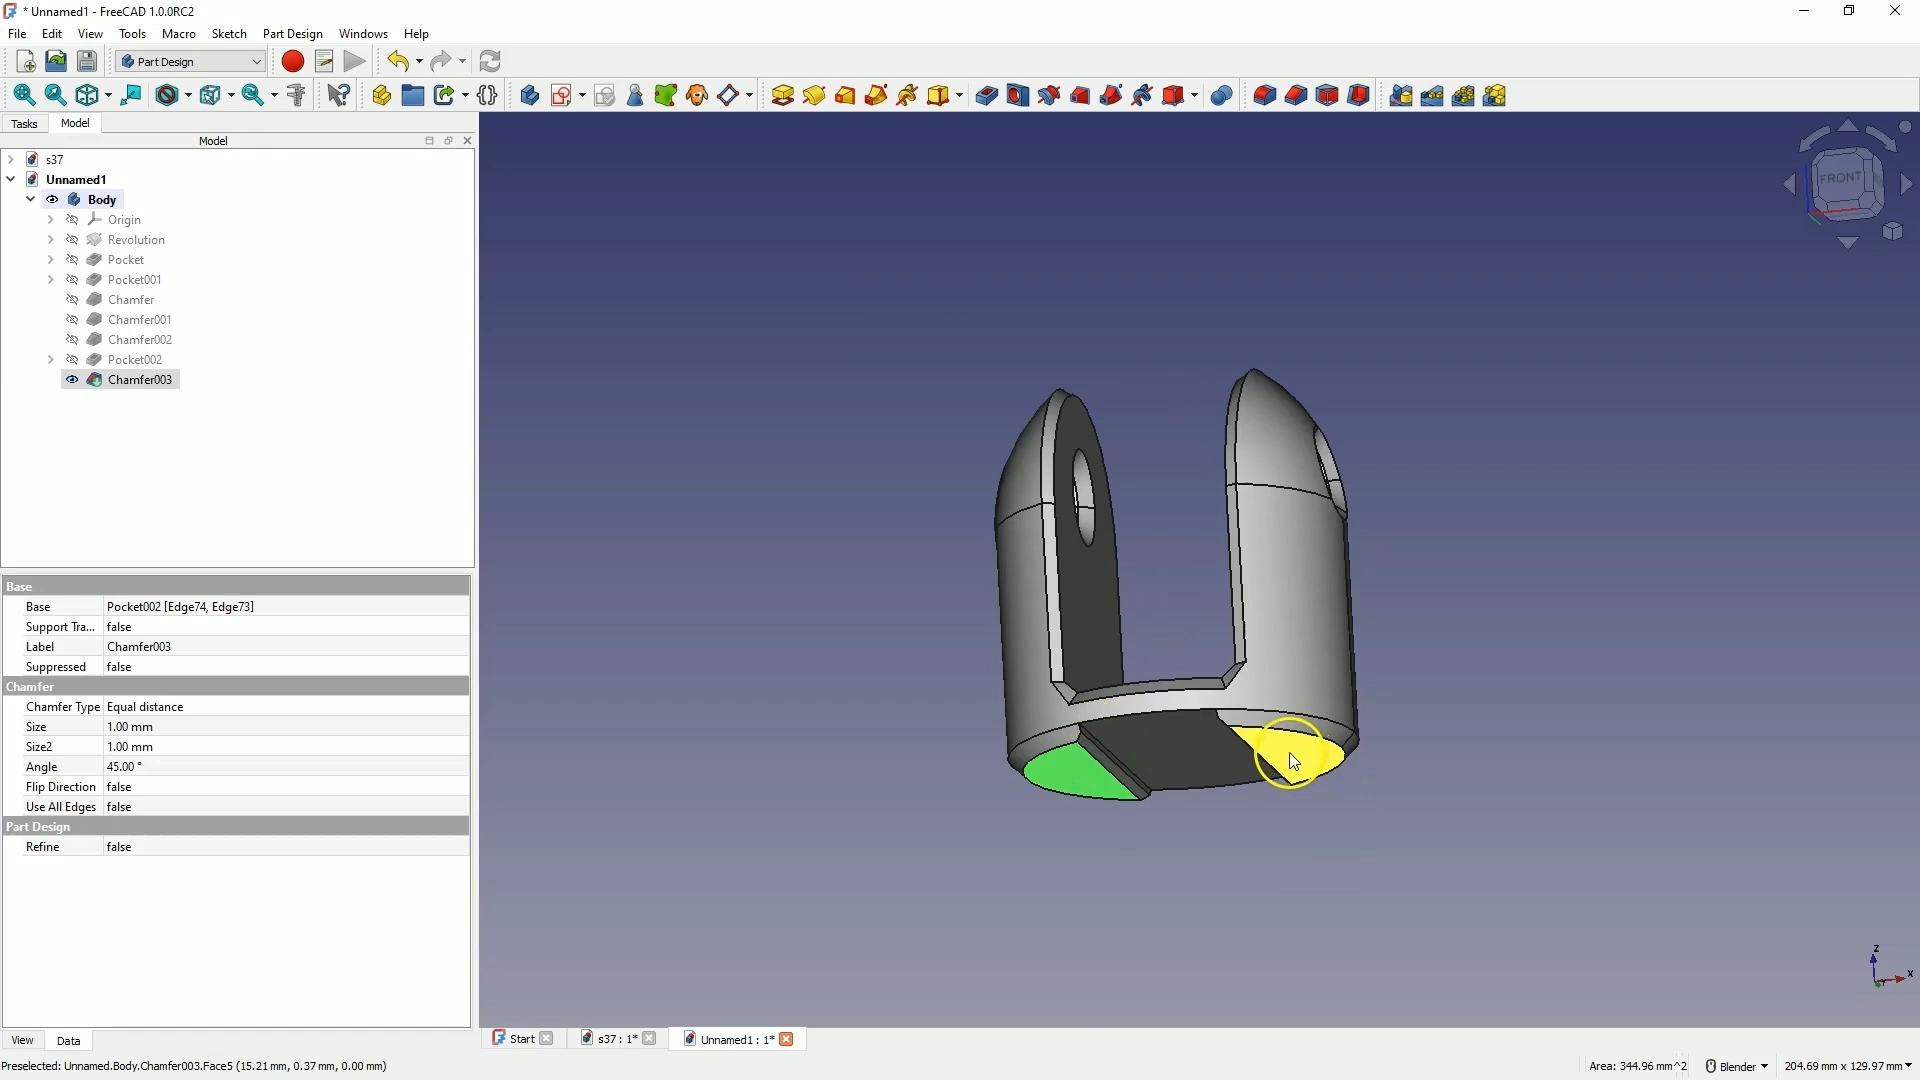 * Unnamed1 - FreeCAD 1.0.0RC2
File Edit View Tools Macro Sketch Part Design Windows Help
Part Design
Tasks Model
Model
s37
Unnamed1
Body
Origin
Revolution
Pocket
Pocket001
Chamfer
Chamfer001
Chamfer002
Pocket002
Chamfer003
FRONT
Base
Base Pocket002 [Edge74, Edge73]
Support Tra... false
Label Chamfer003
Suppressed false
Chamfer
Chamfer Type Equal distance
Size 1.00 mm
Size2 1.00 mm
Angle 45.00 °
Flip Direction false
Use All Edges false
Part Design
Refine false
Z
X
Y
View Data
Start s37 : 1* Unnamed1 : 1*
Preselected: Unnamed.Body.Chamfer003.Face5 (15.21 mm, 0.37 mm, 0.00 mm) Area: 344.96 mm^2 Blender 204.69 mm x 129.97 mm